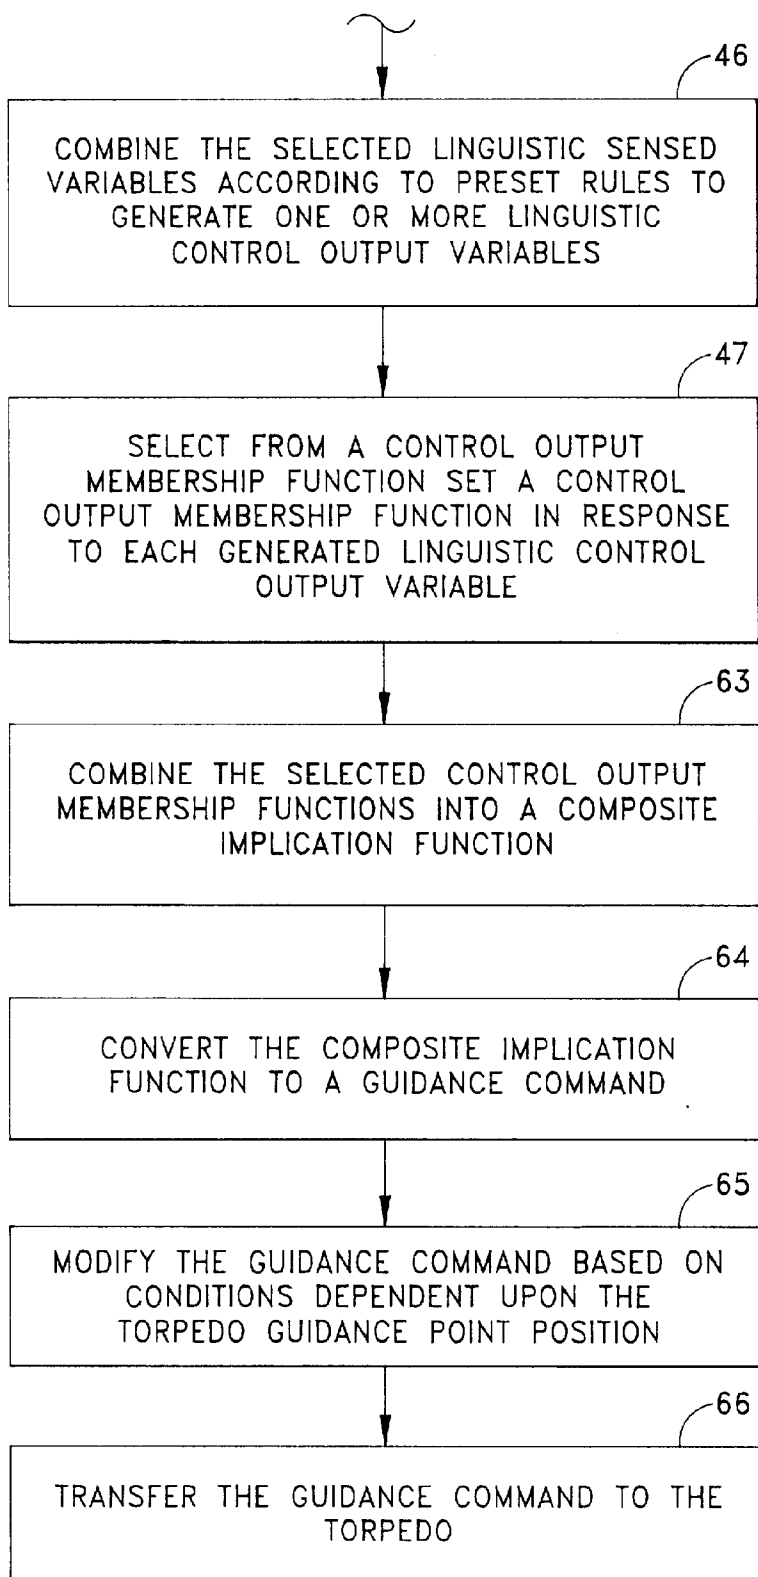 46
COMBINE THE SELECTED LINGUISTIC SENSED
VARIABLES ACCORDING TO PRESET RULES TO
GENERATE ONE OR MORE LINGUISTIC
CONTROL OUTPUT VARIABLES
47
SELECT FROM A CONTROL OUTPUT
MEMBERSHIP FUNCTION SET A CONTROL
OUTPUT MEMBERSHIP FUNCTION IN RESPONSE
TO EACH GENERATED LINGUISTIC CONTROL
OUTPUT VARIABLE
63
COMBINE THE SELECTED CONTROL OUTPUT
MEMBERSHIP FUNCTIONS INTO A COMPOSITE
IMPLICATION FUNCTION
64
CONVERT THE COMPOSITE IMPLICATION
FUNCTION TO A GUIDANCE COMMAND
65
MODIFY THE GUIDANCE COMMAND BASED ON
CONDITIONS DEPENDENT UPON THE
TORPEDO GUIDANCE POINT POSITION
66
TRANSFER THE GUIDANCE COMMAND TO THE
TORPEDO